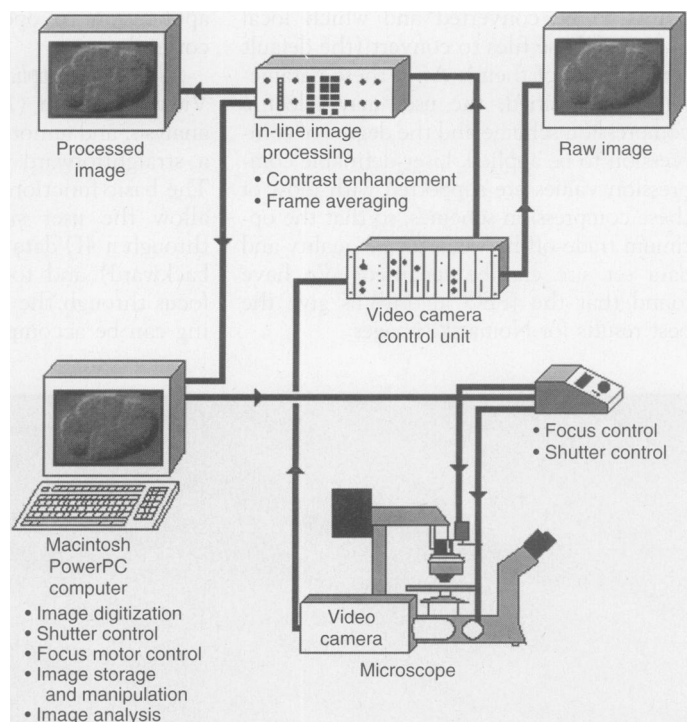 Processed
image
In-line image
processing
• Contrast enhancement
• Frame averaging
Raw image
Video camera
control unit
• Focus control
• Shutter control
Macintosh
PowerPC
computer
• Image digitization
• Shutter control
• Focus motor control
• Image storage
and manipulation
• Image analysis
Video
camera
Microscope